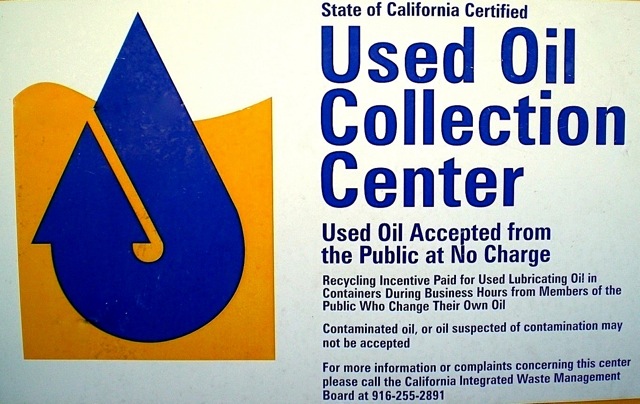 State of California Certified
Used Oil
Collection
Center
Used Oil Accepted from
the Public at No Charge
Recycling Incentive Paid for Used Lubricating Oil in
Containers During Business Hours from Members of the
Public Who Change Their Own Oil
Contaminated oil, or oil suspected of contamination may
not be accepted
For more information or complaints concerning this center
please call the California Integrated Waste Management
Board at 916-255-2891